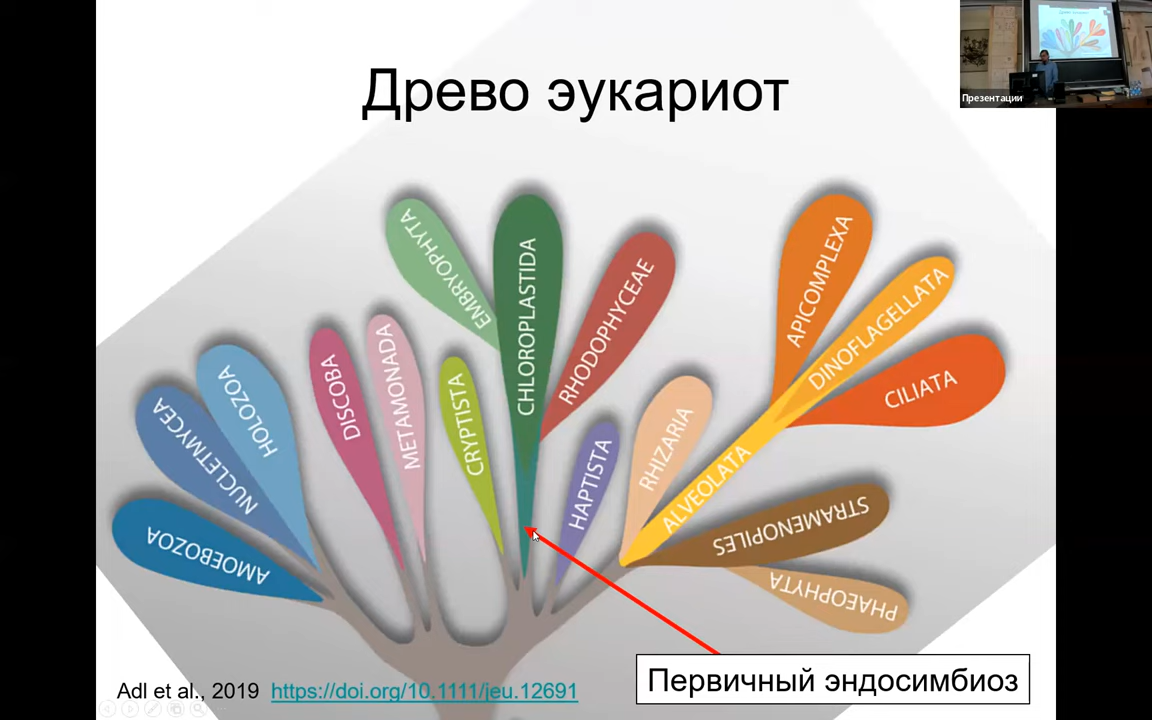 Древо эукариот
Презентации
EMBRYOPHYTA
CHLOROPLASTIDA
RHODOPHYCEAE
APICOMPLEXA
DINOFLAGELLATA
CILIATA
ALVEOLATA
RHIZARIA
HAPTISTA
CRYPTISTA
METAMONADA
DISCOBA
HOLOZOA
NUCLETMYCEA
AMOEBOZOA
STRAMENOPILES
PHAEOPHYTA
Первичный эндосимбиоз
Adl et al., 2019 https://doi.org/10.1111/jeu.12691